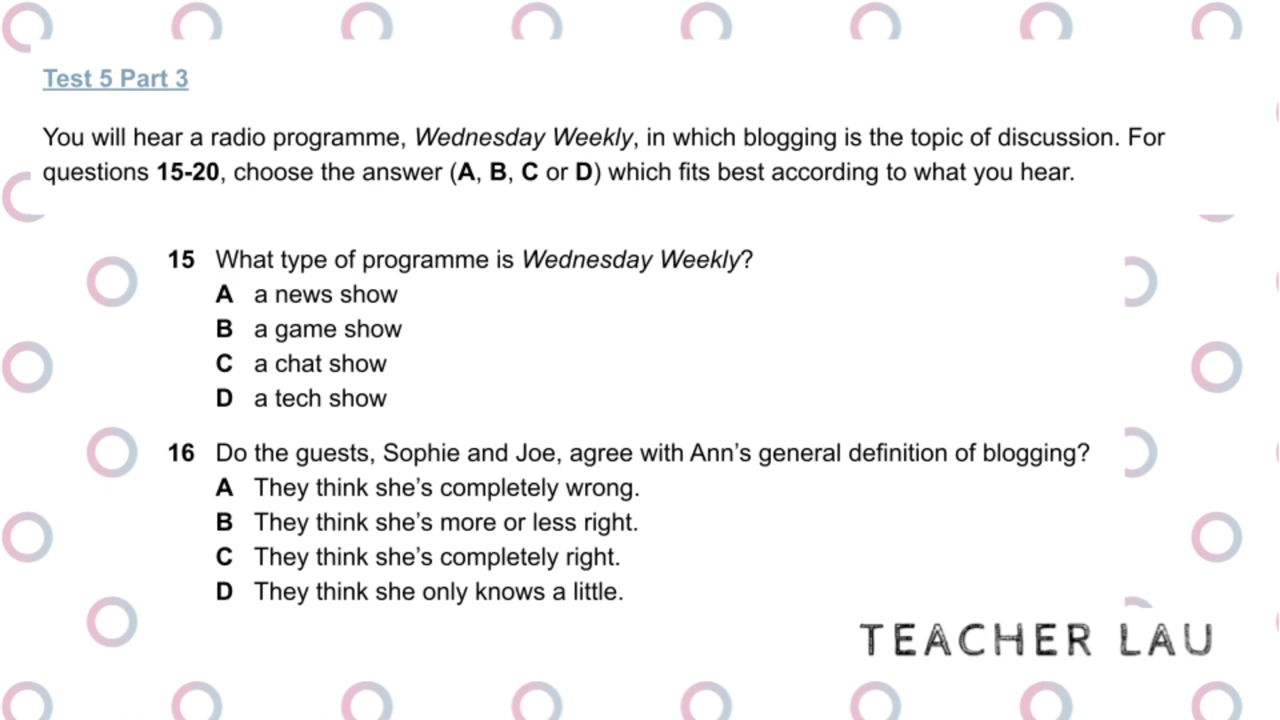 Test 5 Part 3
You will hear a radio programme, Wednesday Weekly, in which blogging is the topic of discussion. For
questions 15-20, choose the answer (A, B, C or D) which fits best according to what you hear.
15 What type of programme is Wednesday Weekly?
A a news show
B a game show
C a chat show
D a tech show
16 Do the guests, Sophie and Joe, agree with Ann's general definition of blogging?
A They think she's completely wrong.
B They think she's more or less right.
C They think she's completely right.
D They think she only knows a little.
TEACHER LAU